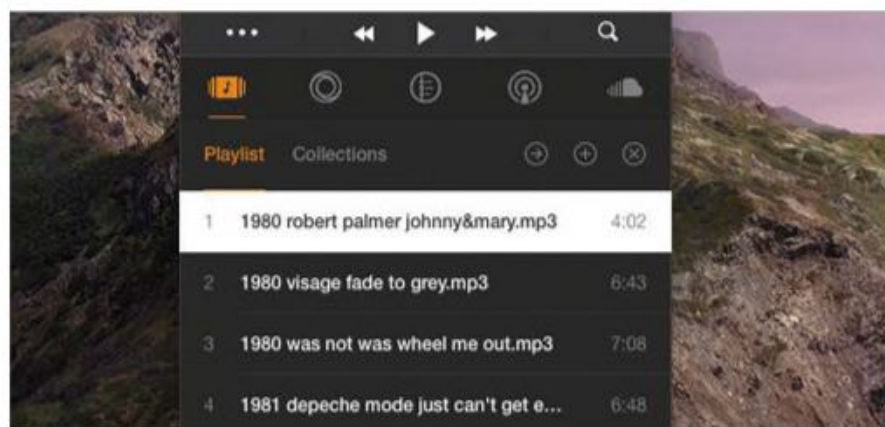 Playlist Collections
1 1980 robert palmer johnny&mary.mp3 4:02
2 1980 visage fade to grey.mp3 6:43
3 1980 was not was wheel me out.mp3 7:08
4 1981 depeche mode just can't get e... 6:48